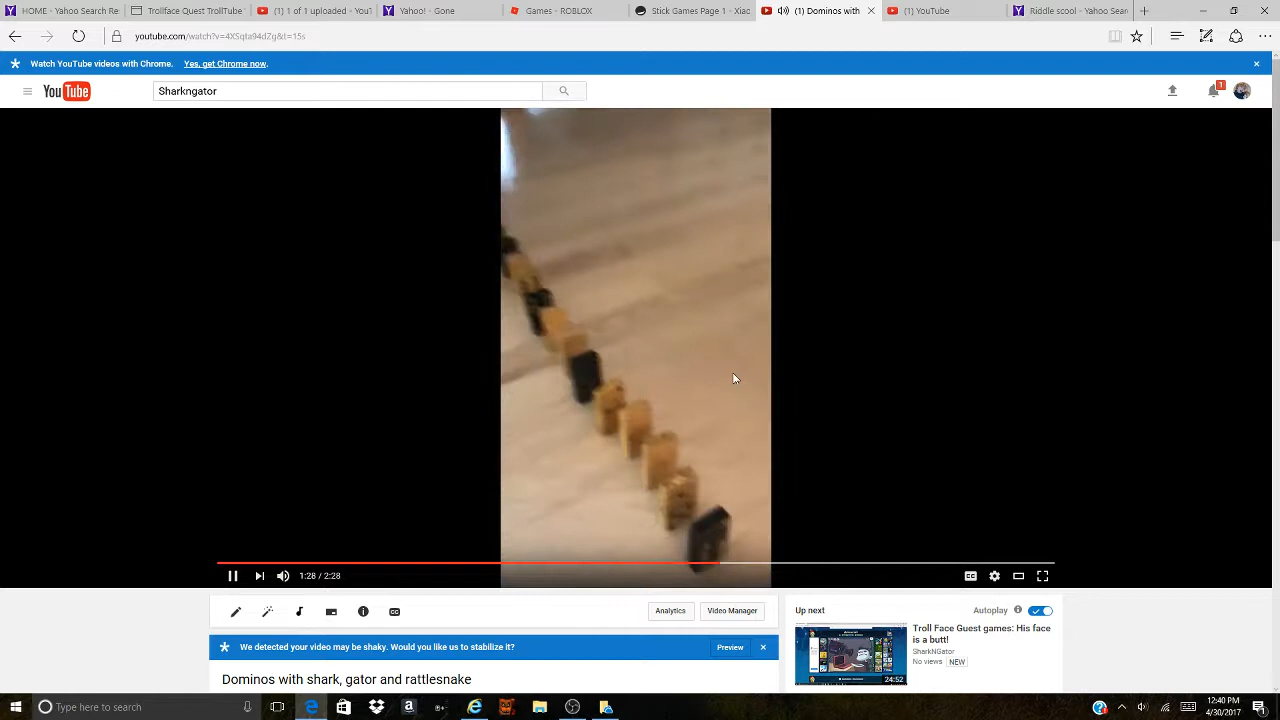 HOME - Yahoo Search Re
Trollface Quest TrollTub
(1) 1 of 1 uploaded - YouT
Yahoo! - Gone
Games - ROBLOX
Stick Games Page 1 - Xiao
(1) Dominos with
(1) YouTube
Riddle scool - Yahoo Sear
youtube.com/watch?v=4XSqta94dZg&t=15s
Watch YouTube videos with Chrome. Yes, get Chrome now.
YouTube
Sharkngator
1
1:28 / 2:28
CC
Analytics
Video Manager
Up next
Autoplay
We detected your video may be shaky. Would you like us to stabilize it?
Preview
Troll Face Guest games: His face
is a butt!
SharkNGator
No views NEW
24:52
Dominos with shark, gator and rattlesnake
Type here to search
12:40 PM
4/30/2017